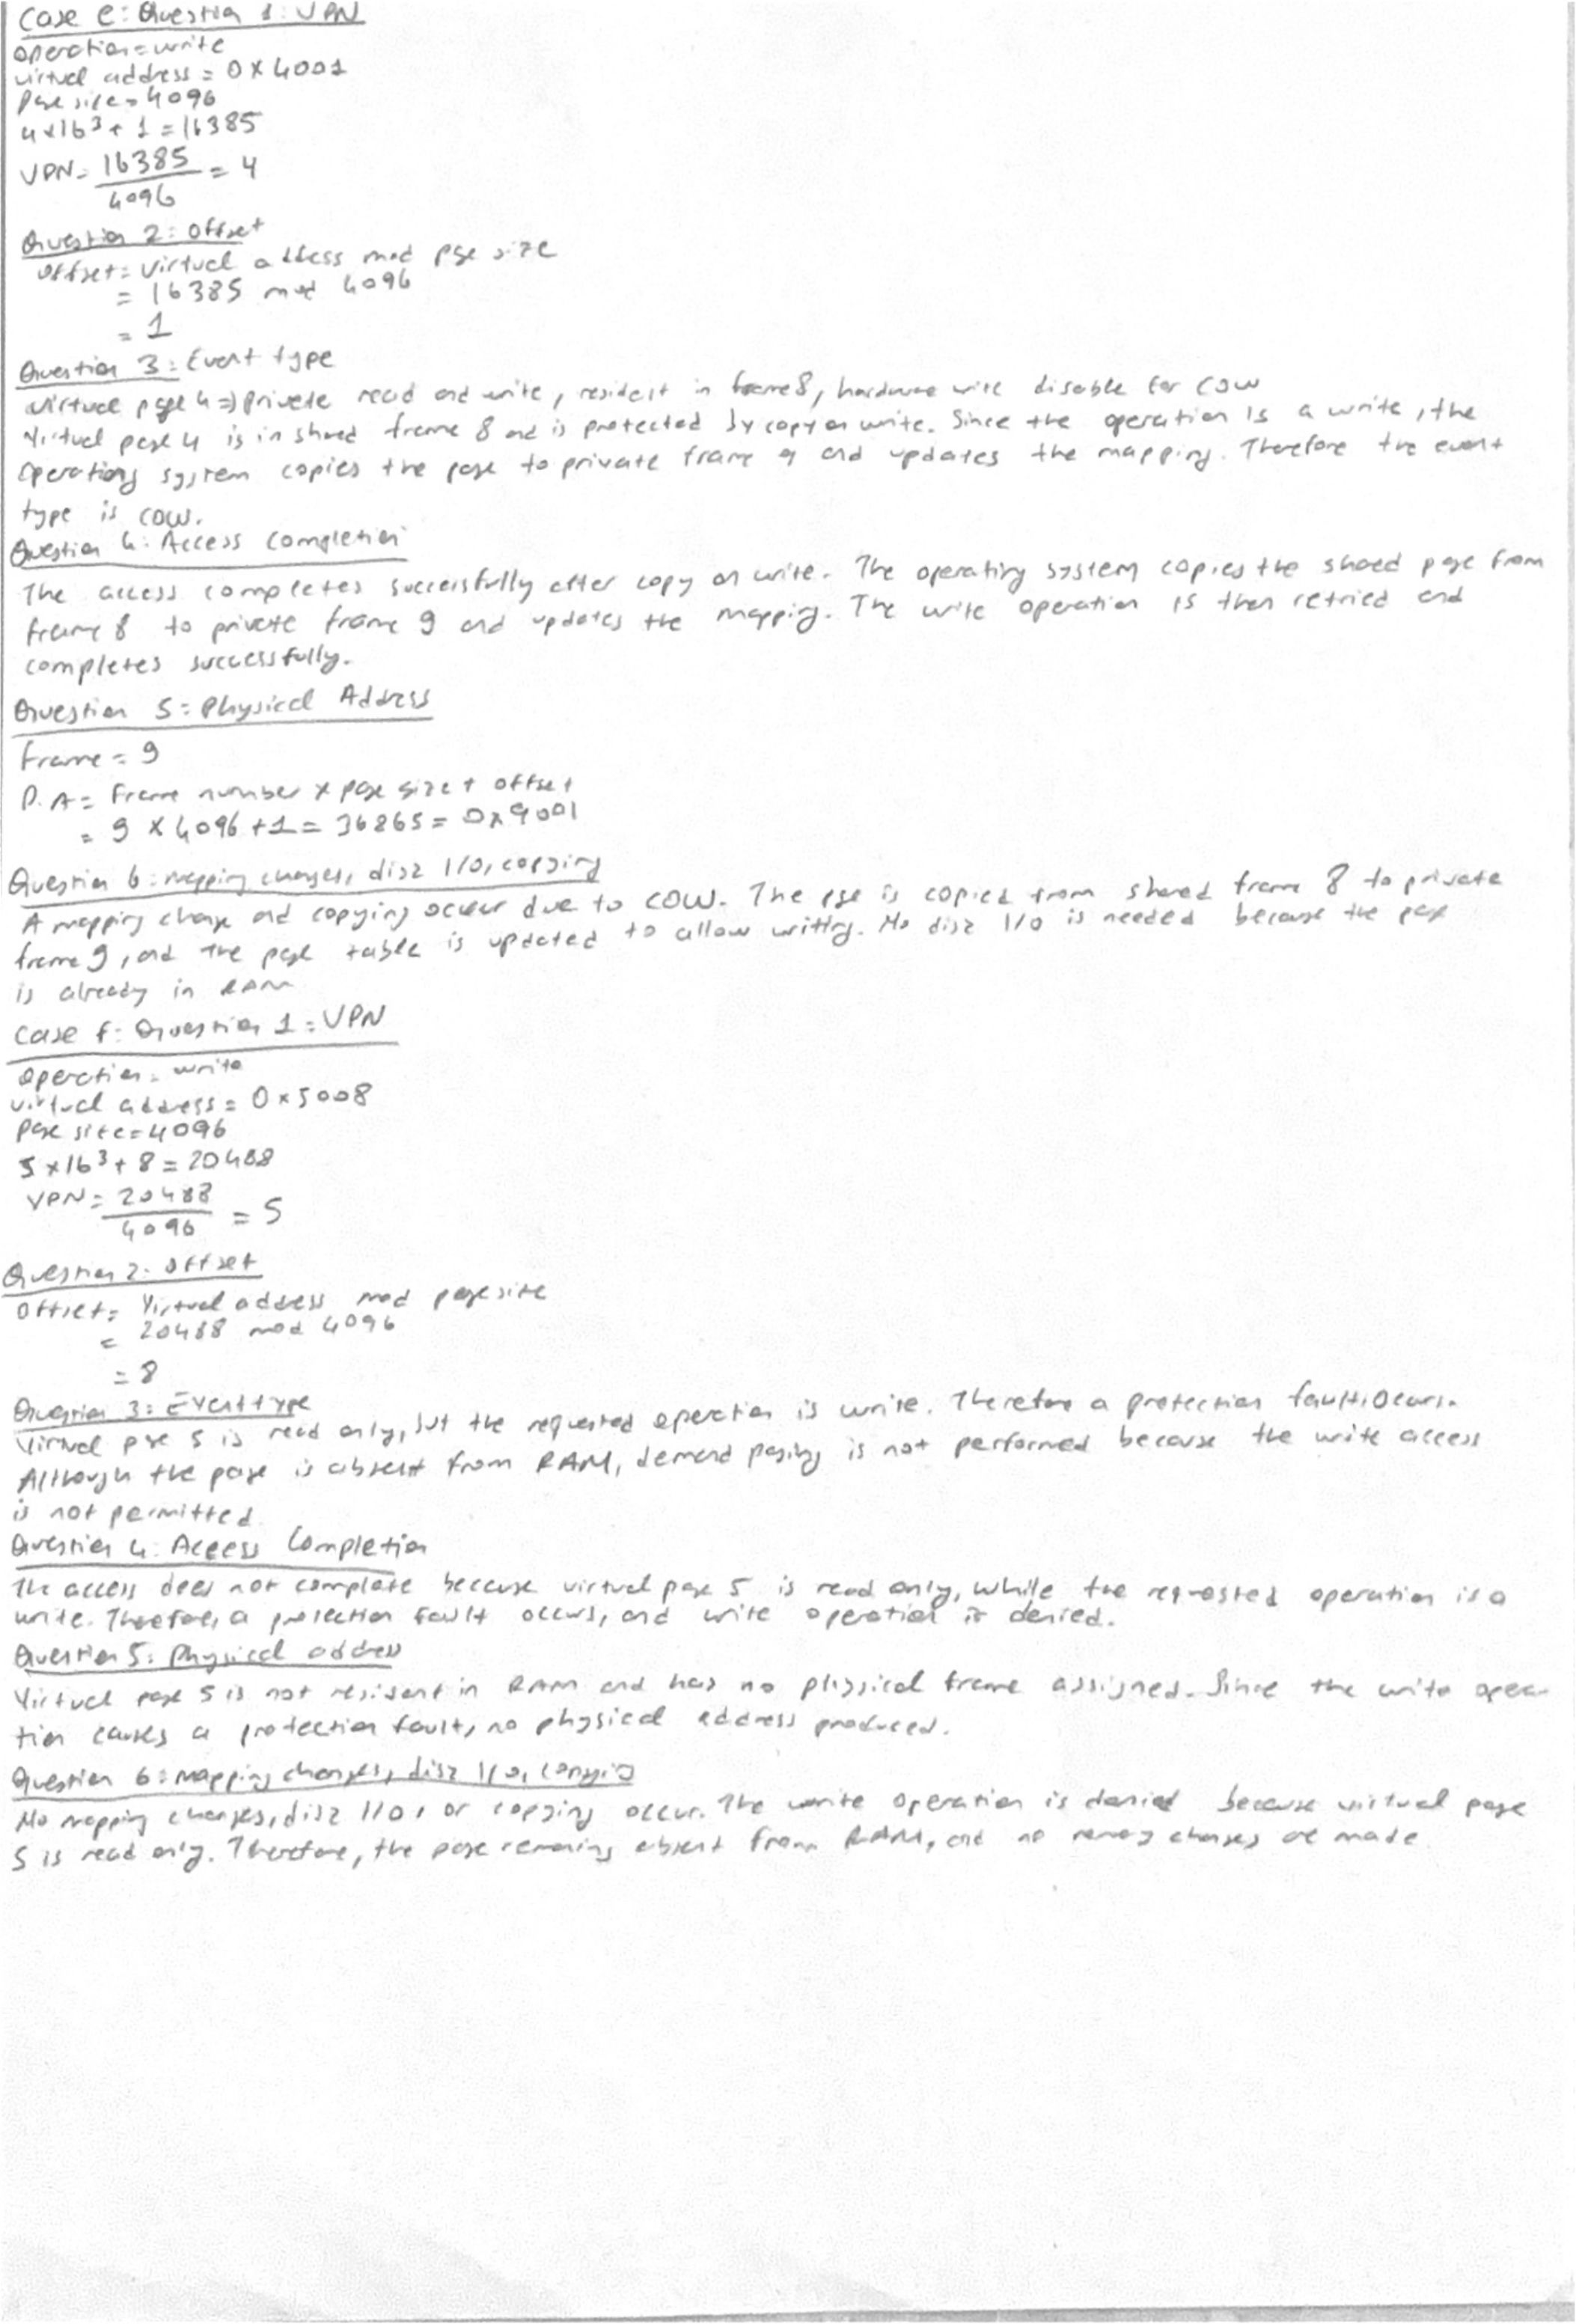 Case e: Question 1: VPN
operation = write
virtual address = 0x4001
Page size = 4096
4x16³ + 1 = 16385
VPN = 16385 / 4096 = 4
Question 2: Offset
offset = virtual address mod page size
= 16385 mod 4096
= 1
Question 3: Event type
virtual page 4 => private read and write, resident in frame 8, hardware write disable for COW
Virtual page 4 is in shared frame 8 and is protected by copy on write. Since the operation is a write, the
operating system copies the page to private frame 9 and updates the mapping. Therefore the event
type is COW.
Question 4: Access completion
The access completes successfully after copy on write. The operating system copies the shared page from
frame 8 to private frame 9 and updates the mapping. The write operation is then retried and
completes successfully.
Question 5: Physical Address
Frame = 9
P.A = Frame number x page size + offset
= 9 x 4096 + 1 = 36865 = 0x9001
Question 6: mapping changes, disk I/O, copying
A mapping change and copying occur due to COW. The page is copied from shared frame 8 to private
frame 9, and the page table is updated to allow writing. No disk I/O is needed because the page
is already in RAM
Case f: Question 1: VPN
operation = write
virtual address = 0x5008
Page size = 4096
5x16³ + 8 = 20488
VPN = 20488 / 4096 = 5
Question 2: Offset
Offset = Virtual address mod page size
= 20488 mod 4096
= 8
Question 3: Event type
Virtual page 5 is read only, but the requested operation is write. Therefore a protection fault occurs.
Although the page is absent from RAM, demand paging is not performed because the write access
is not permitted
Question 4: Access Completion
The access does not complete because virtual page 5 is read only, while the requested operation is a
write. Therefore, a protection fault occurs, and write operation is denied.
Question 5: Physical address
Virtual page 5 is not resident in RAM and has no physical frame assigned. Since the write opera-
tion causes a protection fault, no physical address produced.
Question 6: mapping changes, disk I/O, copying
No mapping changes, disk I/O, or copying occur. The write operation is denied because virtual page
5 is read only. Therefore, the page remains absent from RAM, and no changes are made.